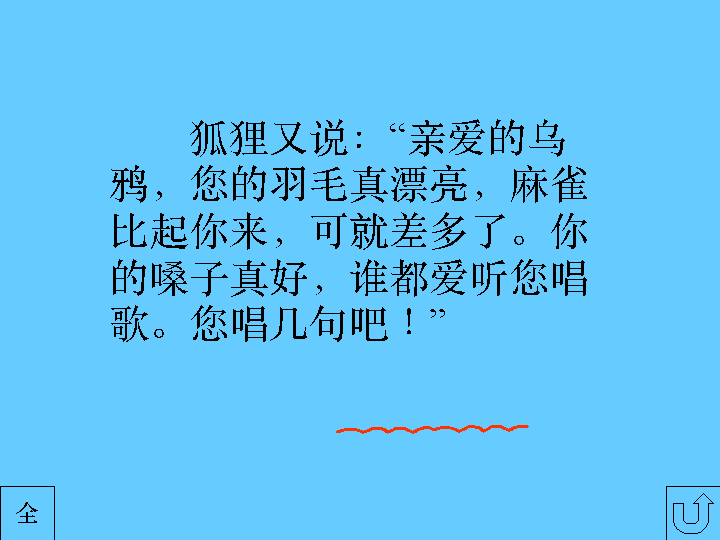 狐狸又说：“亲爱的乌
鸦，您的羽毛真漂亮，麻雀
比起你来，可就差多了。你
的嗓子真好，谁都爱听您唱
歌。您唱几句吧！”
全